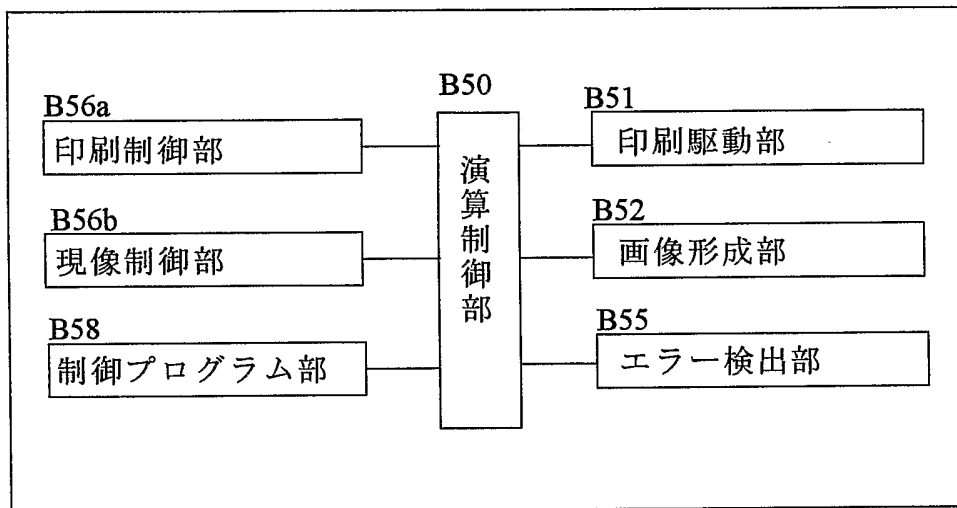 B50
演算制御部
B56a
印刷制御部
B56b
現像制御部
B58
制御プログラム部
B51
印刷駆動部
B52
画像形成部
B55
エラー検出部